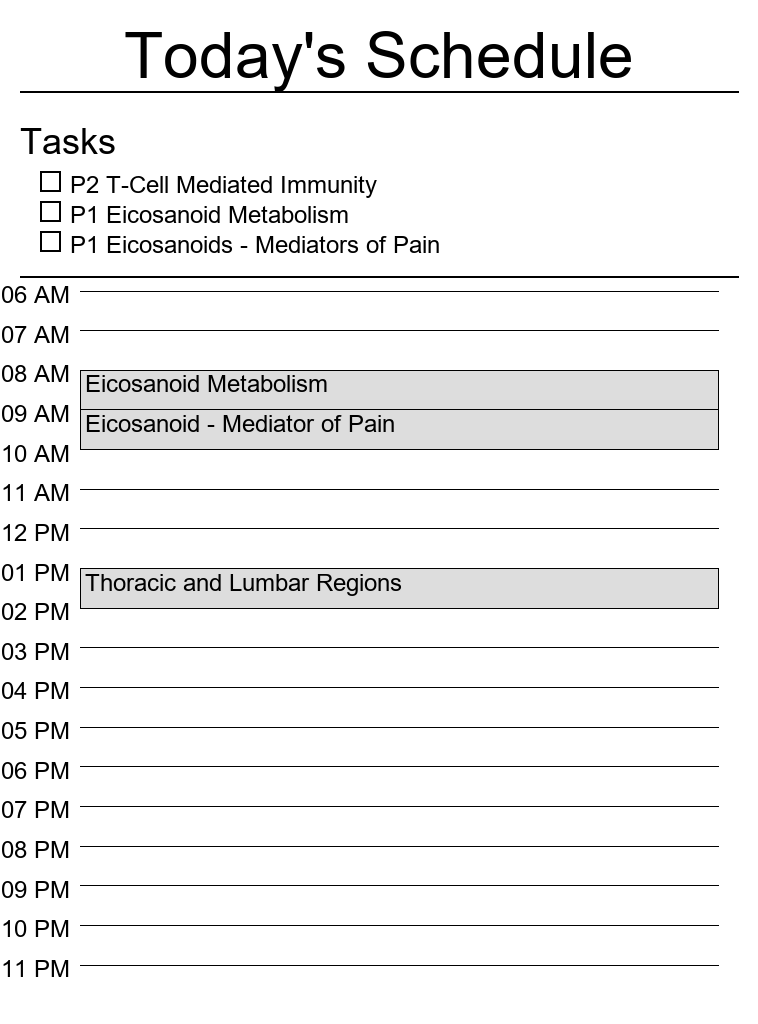 Today's Schedule
Tasks
P2 T-Cell Mediated Immunity
P1 Eicosanoid Metabolism
P1 Eicosanoids - Mediators of Pain
06 AM
07 AM
08 AM
Eicosanoid Metabolism
09 AM
Eicosanoid - Mediator of Pain
10 AM
11 AM
12 PM
01 PM
Thoracic and Lumbar Regions
02 PM
03 PM
04 PM
05 PM
06 PM
07 PM
08 PM
09 PM
10 PM
11 PM